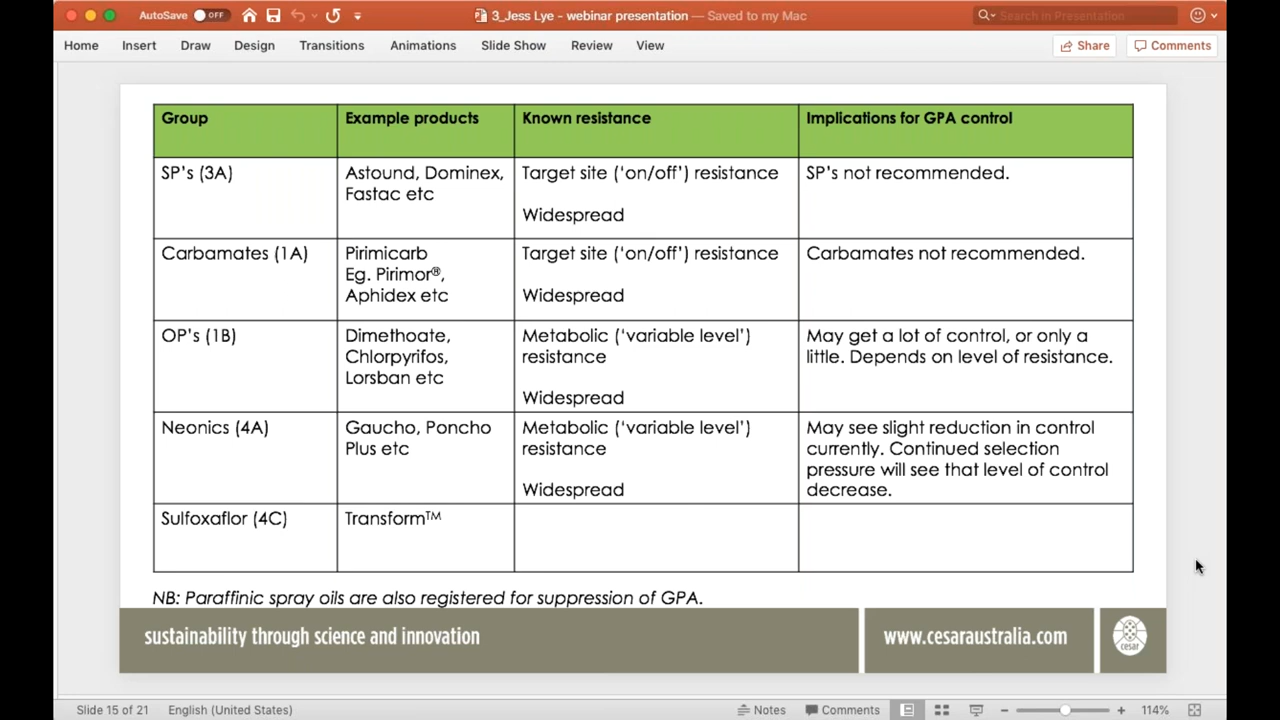 AutoSave OFF
3_Jess Lye - webinar presentation — Saved to my Mac
Search in Presentation
Home Insert Draw Design Transitions Animations Slide Show Review View Share Comments
Group Example products Known resistance Implications for GPA control
SP's (3A)
Astound, Dominex,
Fastac etc
Target site ('on/off') resistance
Widespread
SP's not recommended.
Carbamates (1A)
Pirimicarb
Eg. Pirimor®,
Aphidex etc
Target site ('on/off') resistance
Widespread
Carbamates not recommended.
OP's (1B)
Dimethoate,
Chlorpyrifos,
Lorsban etc
Metabolic ('variable level')
resistance
Widespread
May get a lot of control, or only a
little. Depends on level of resistance.
Neonics (4A)
Gaucho, Poncho
Plus etc
Metabolic ('variable level')
resistance
Widespread
May see slight reduction in control
currently. Continued selection
pressure will see that level of control
decrease.
Sulfoxaflor (4C)
Transform™
NB: Paraffinic spray oils are also registered for suppression of GPA.
sustainability through science and innovation
www.cesaraustralia.com
cesar
Slide 15 of 21 English (United States) Notes Comments 114%